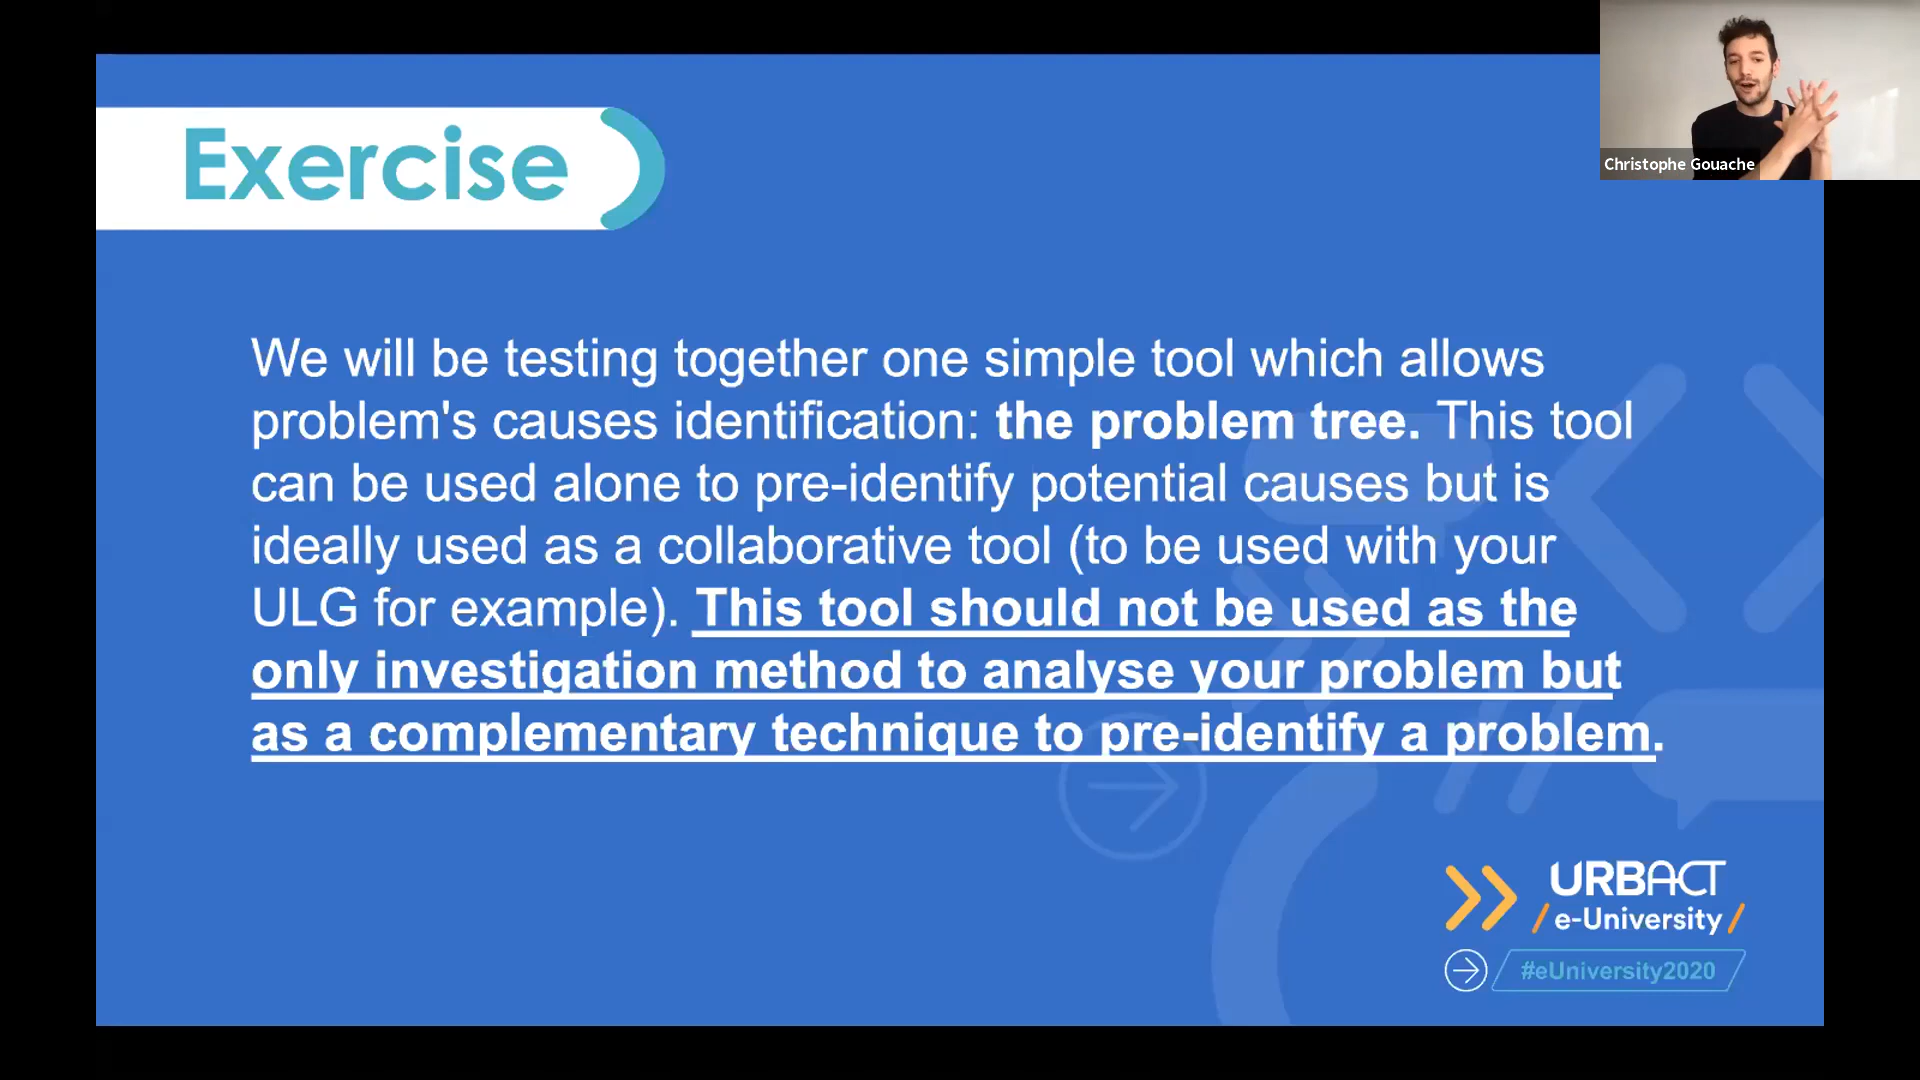 Christophe Gouache
Exercise
We will be testing together one simple tool which allows
problem's causes identification: the problem tree. This tool
can be used alone to pre-identify potential causes but is
ideally used as a collaborative tool (to be used with your
ULG for example). This tool should not be used as the
only investigation method to analyse your problem but
as a complementary technique to pre-identify a problem.
URBACT
/ e-University /
#eUniversity2020